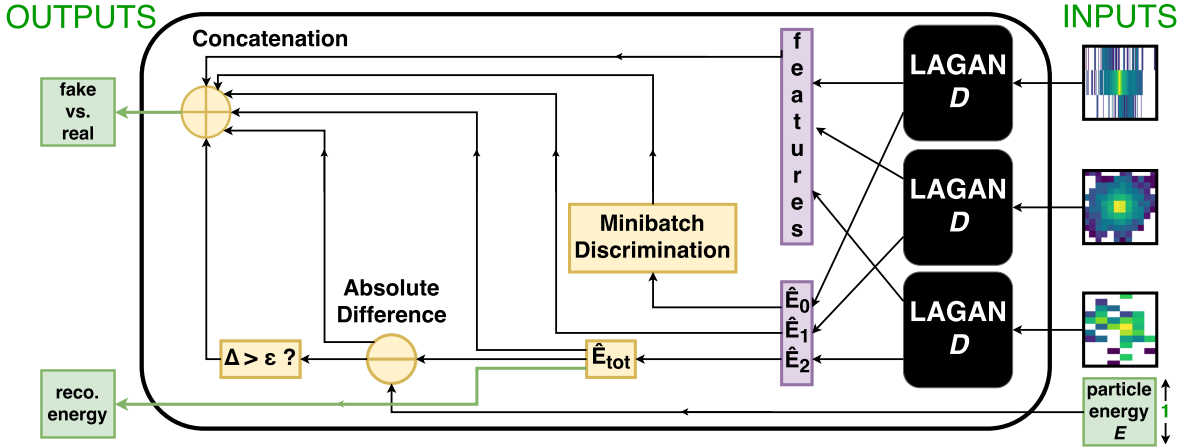 OUTPUTS
INPUTS
Concatenation
fake
vs.
real
features
LAGAN
D
LAGAN
D
LAGAN
D
Minibatch
Discrimination
Absolute
Difference
Ê0
Ê1
Ê2
Δ > ε ?
Êtot
reco.
energy
particle
energy
E
1